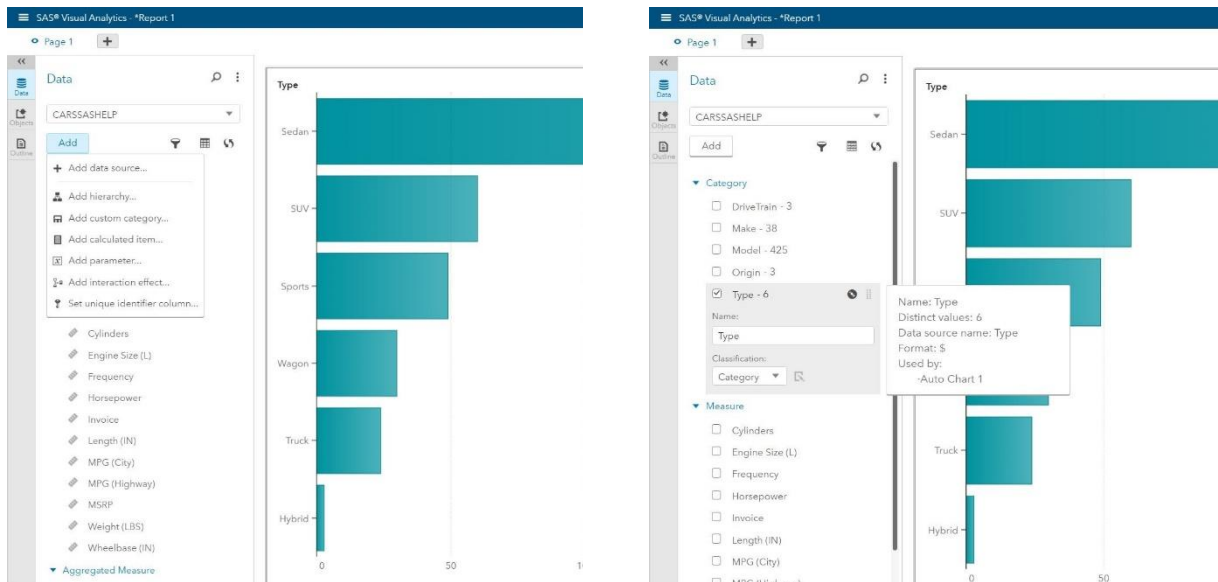 SAS® Visual Analytics - *Report 1
Page 1
Data
Data
CARSSASHELP
Objects
Add
Outline
Add data source...
Add hierarchy...
Add custom category...
Add calculated item...
Add parameter...
Add interaction effect...
Set unique identifier column...
Cylinders
Engine Size (L)
Frequency
Horsepower
Invoice
Length (IN)
MPG (City)
MPG (Highway)
MSRP
Weight (LBS)
Wheelbase (IN)
Aggregated Measure
Type
Sedan
SUV
Sports
Wagon
Truck
Hybrid
0 50
SAS® Visual Analytics - *Report 1
Page 1
Data
Data
CARSSASHELP
Objects
Add
Outline
Category
DriveTrain - 3
Make - 38
Model - 425
Origin - 3
Type - 6
Name:
Type
Classification:
Category
Measure
Cylinders
Engine Size (L)
Frequency
Horsepower
Invoice
Length (IN)
MPG (City)
Name: Type
Distinct values: 6
Data source name: Type
Format: $
Used by:
-Auto Chart 1
Type
Sedan
SUV
Truck
Hybrid
0 50